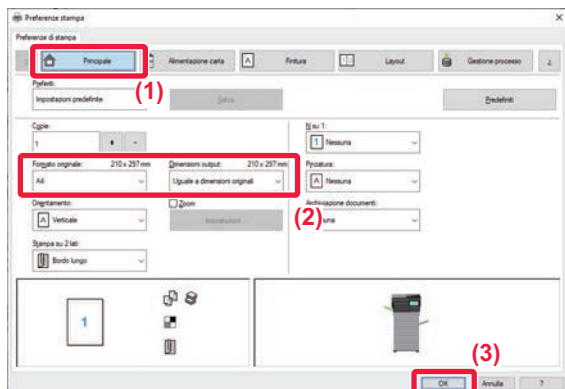 Preferenze stampa
Preferenze di stampa
Principale Alimentazione carta Finitura Layout Gestione processo
(1)
Preferiti:
Impostazioni predefinite Salva Predefiniti
Copie: N su 1:
1 + - 1 Nessuna
Formato originale: 210 x 297 mm Dimensioni output: 210 x 297 mm Pinzatura:
A4 Uguale a dimensioni originali A Nessuna
(2)
Orientamento: Zoom Archiviazione documenti:
A Verticale Impostazioni... una
Stampa su 2 lati:
Bordo lungo
1
(3)
OK Annulla ?